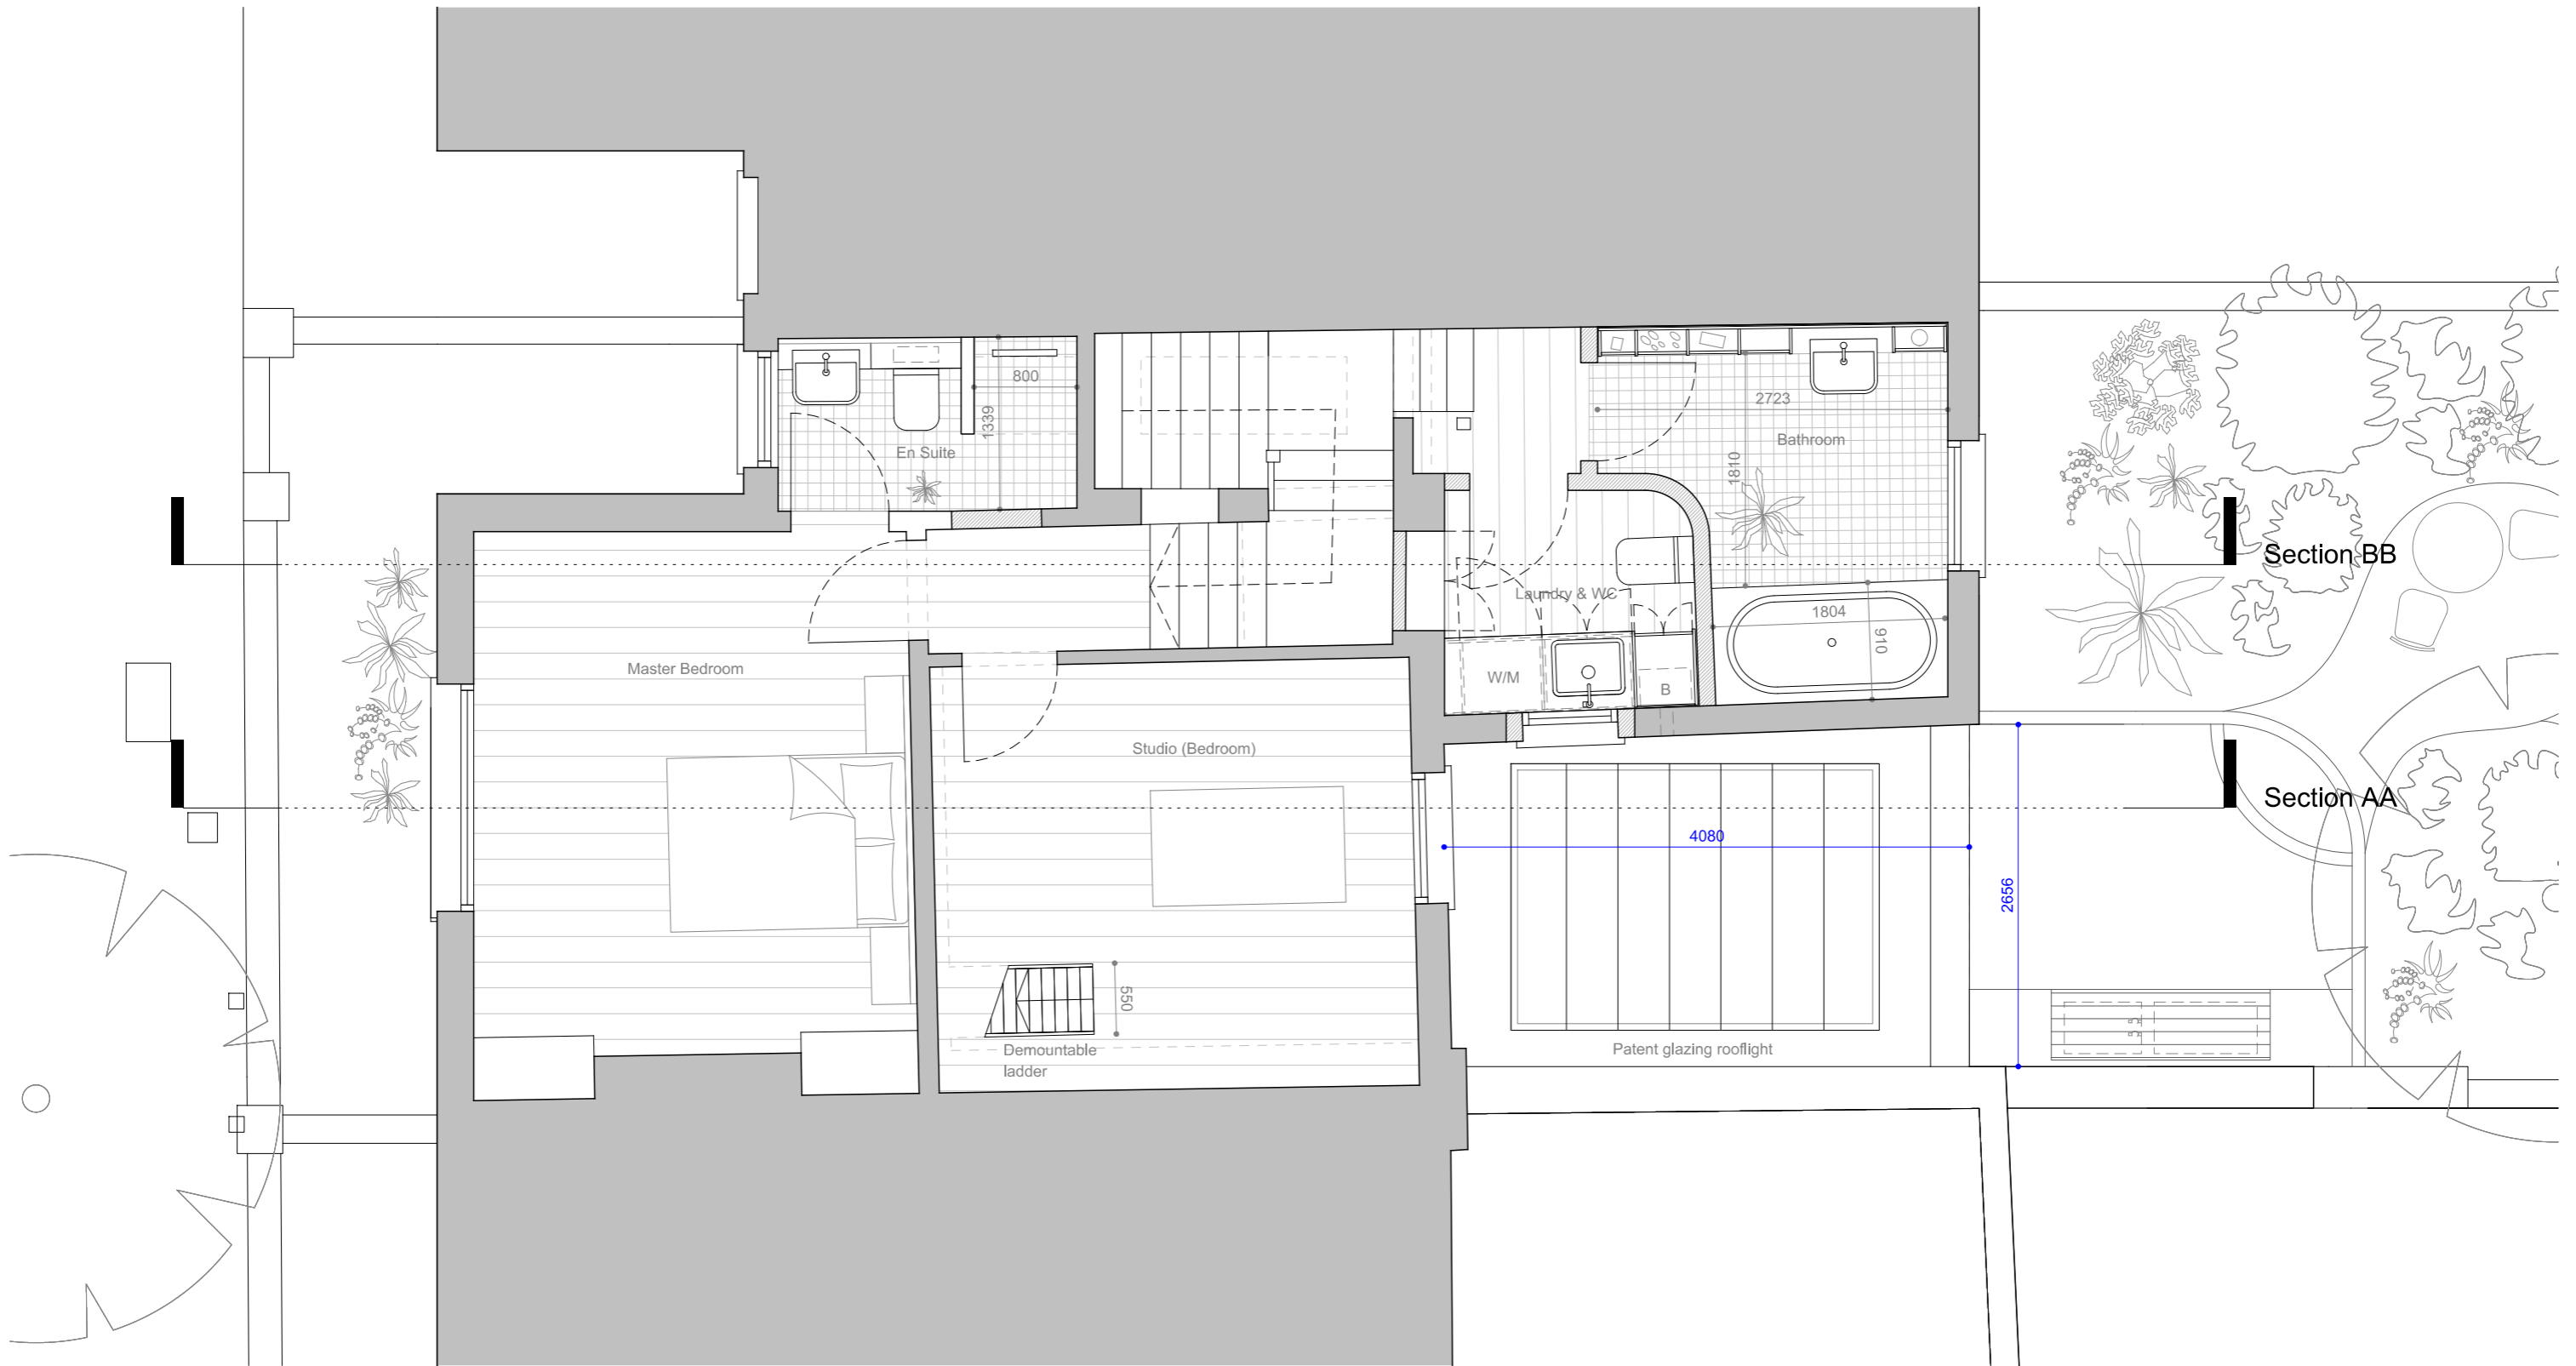 800
1339
En Suite
2723
Bathroom
1810
Section BB
Laundry & WC
1804
910
Master Bedroom
W/M
B
Studio (Bedroom)
Section AA
4080
2656
550
Demountable
ladder
Patent glazing rooflight